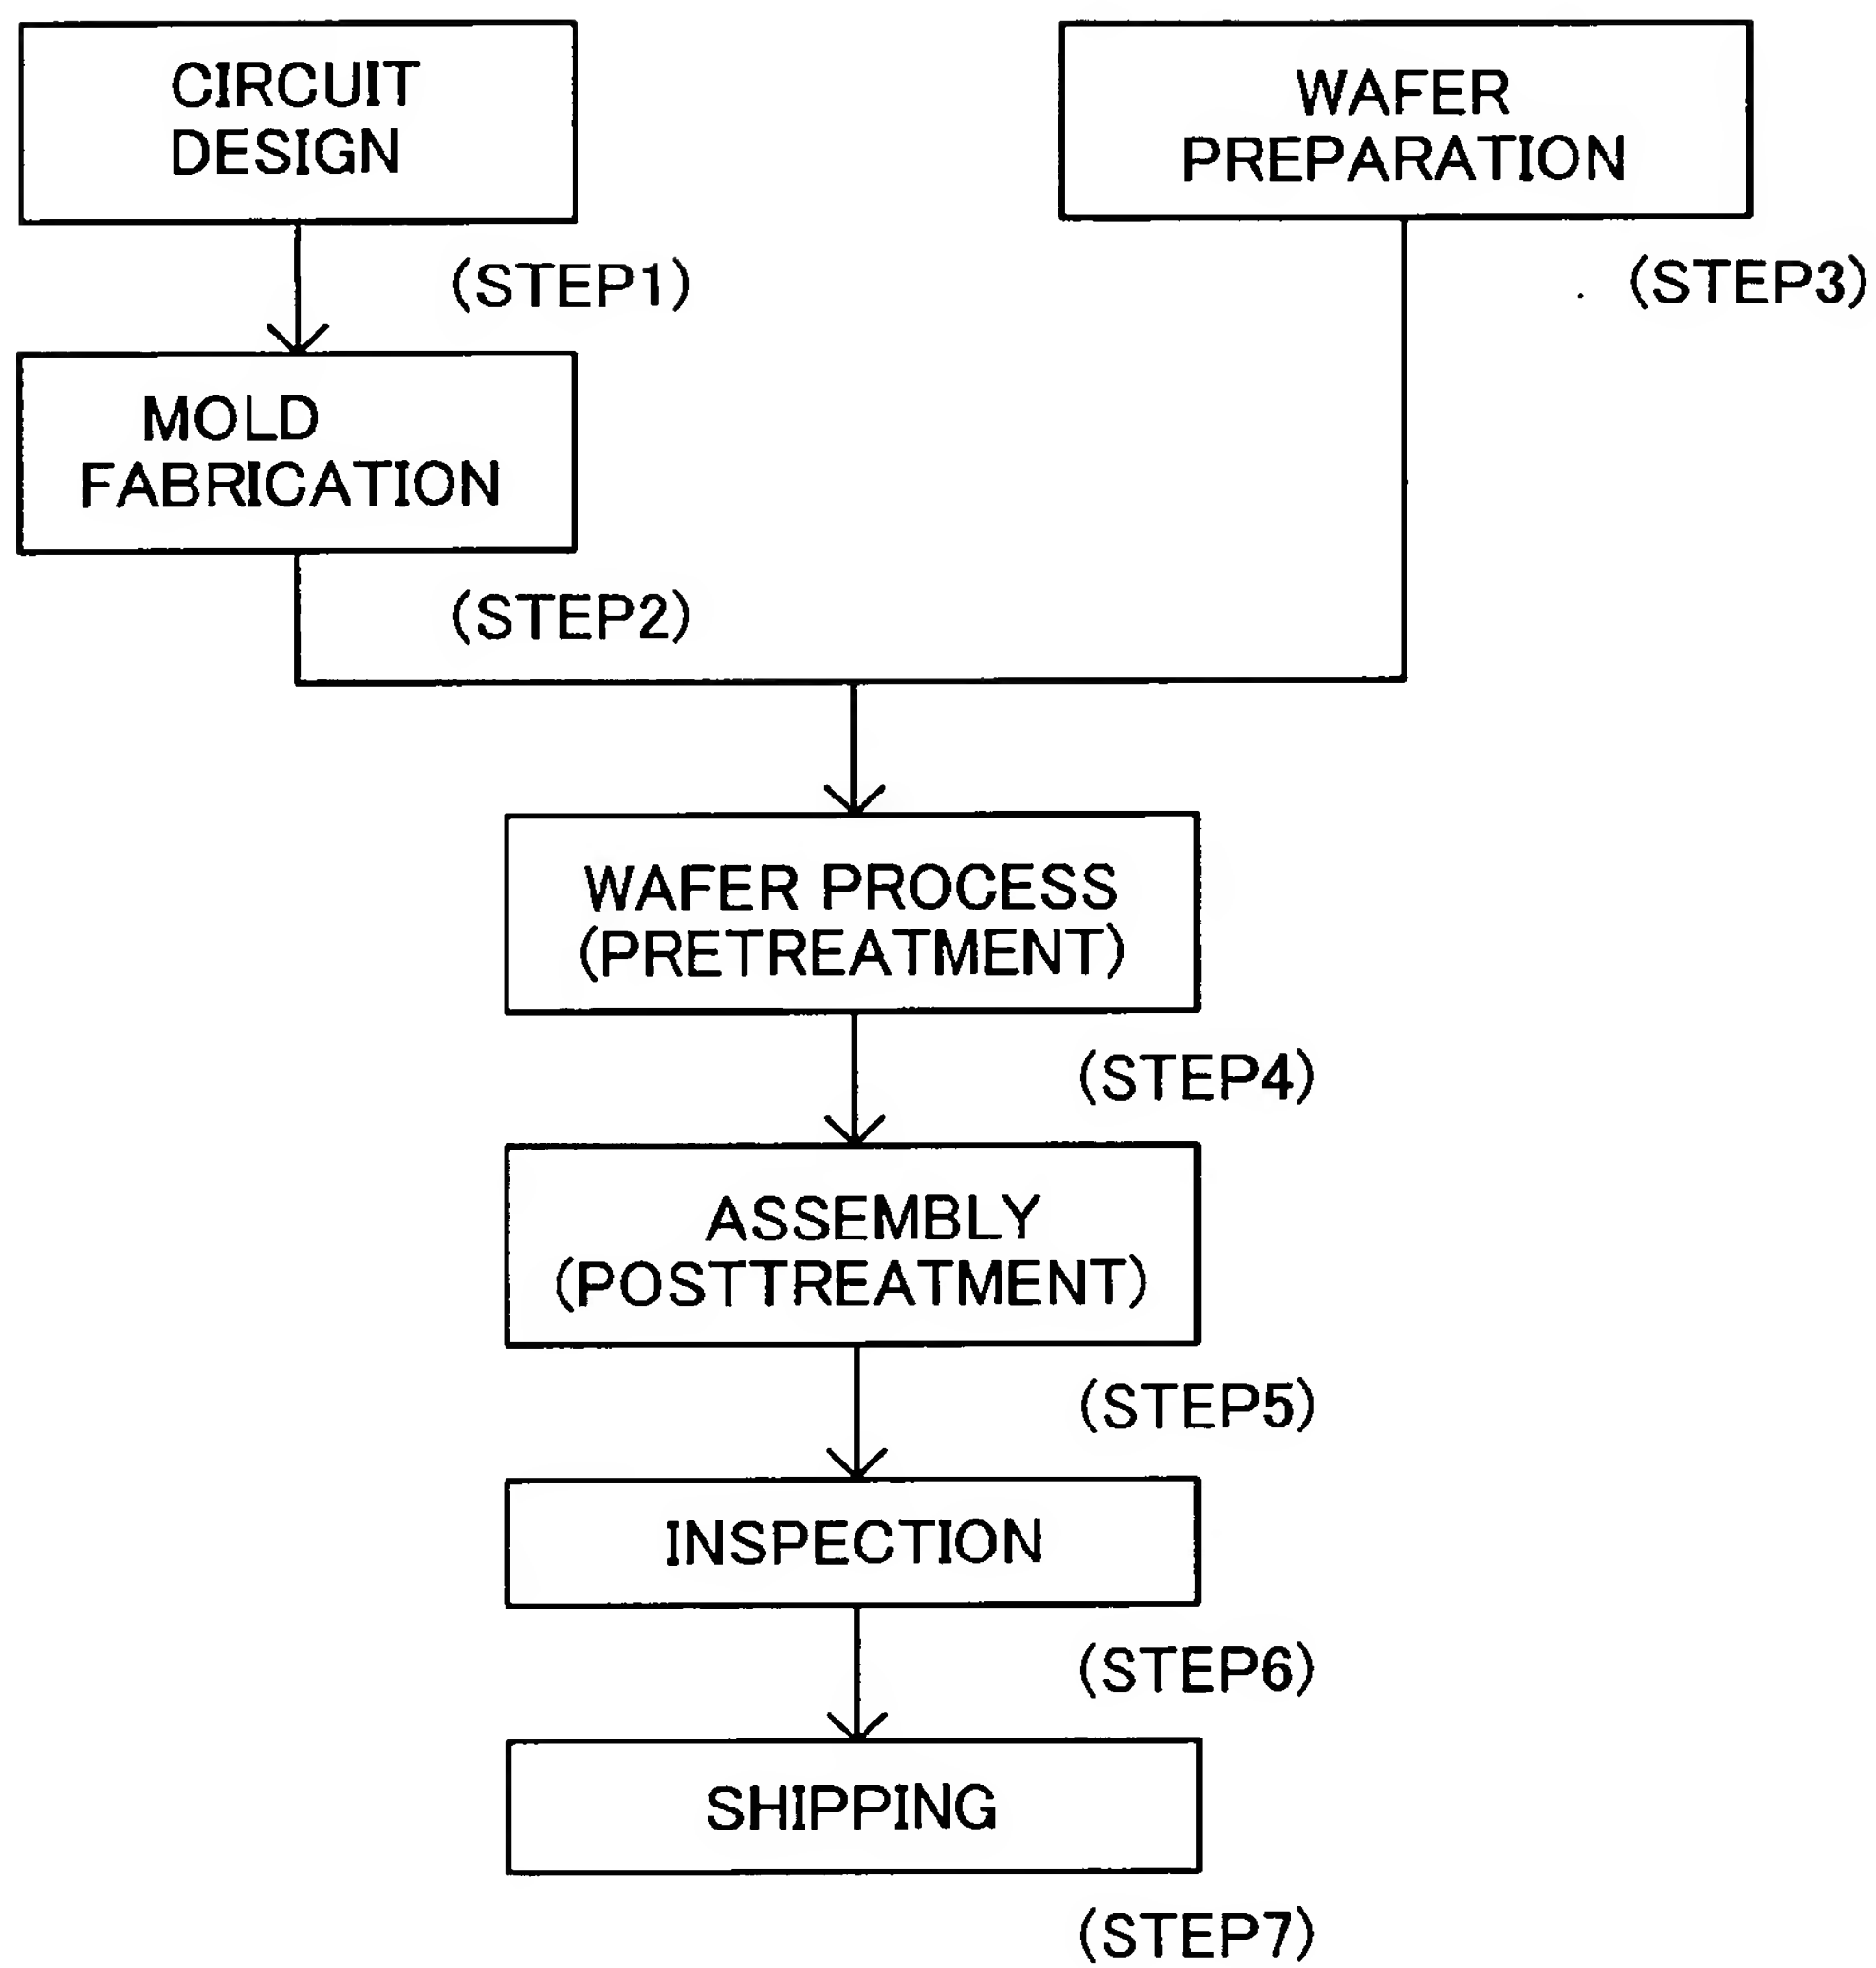 CIRCUIT
DESIGN
(STEP1)
MOLD
FABRICATION
(STEP2)
WAFER
PREPARATION
(STEP3)
WAFER PROCESS
(PRETREATMENT)
(STEP4)
ASSEMBLY
(POSTTREATMENT)
(STEP5)
INSPECTION
(STEP6)
SHIPPING
(STEP7)